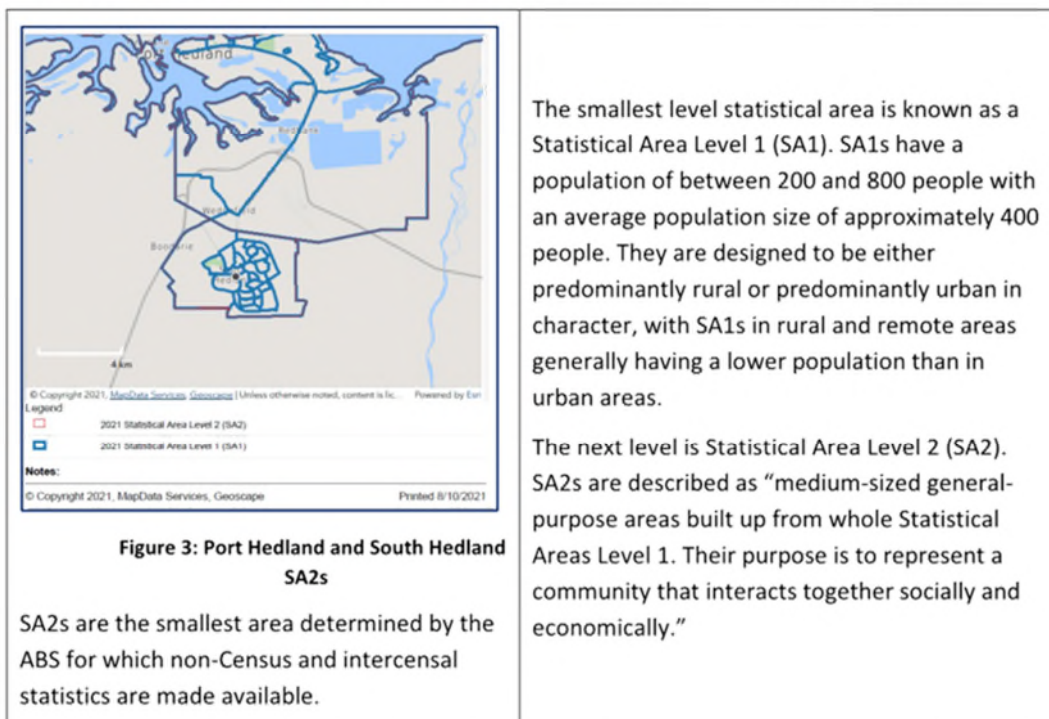 Port Hedland
Redbank
Wedgefield
Boodarie
4 km
© Copyright 2021, MapData Services, Geoscape | Unless otherwise noted, content is lic... Powered by Esri
Legend
2021 Statistical Area Level 2 (SA2)
2021 Statistical Area Level 1 (SA1)
Notes:
© Copyright 2021, MapData Services, Geoscape Printed 8/10/2021
Figure 3: Port Hedland and South Hedland
SA2s
SA2s are the smallest area determined by the
ABS for which non-Census and intercensal
statistics are made available.
The smallest level statistical area is known as a
Statistical Area Level 1 (SA1). SA1s have a
population of between 200 and 800 people with
an average population size of approximately 400
people. They are designed to be either
predominantly rural or predominantly urban in
character, with SA1s in rural and remote areas
generally having a lower population than in
urban areas.
The next level is Statistical Area Level 2 (SA2).
SA2s are described as “medium-sized general-
purpose areas built up from whole Statistical
Areas Level 1. Their purpose is to represent a
community that interacts together socially and
economically.”